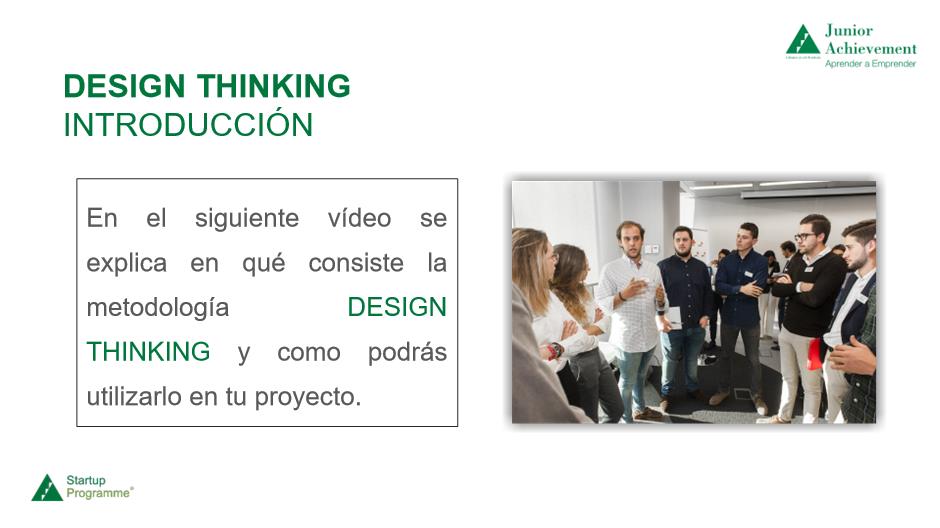 Junior
Achievement
Aprender a Emprender
DESIGN THINKING
INTRODUCCIÓN
En el siguiente vídeo se
explica en qué consiste la
metodología DESIGN
THINKING y como podrás
utilizarlo en tu proyecto.
Startup
Programme®